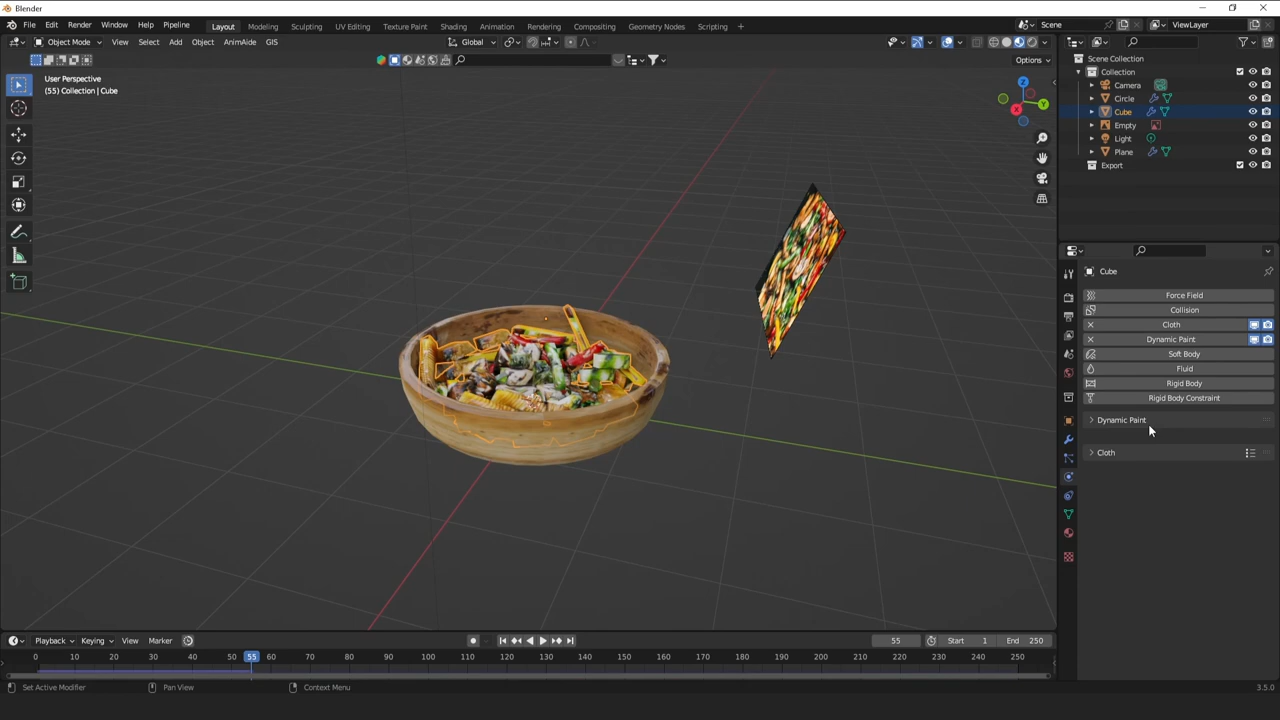 Blender
File Edit Render Window Help Pipeline Layout Modeling Sculpting UV Editing Texture Paint Shading Animation Rendering Compositing Geometry Nodes Scripting + Scene ViewLayer
Object Mode View Select Add Object AnimAide GIS Global
Options
User Perspective
(55) Collection | Cube
X
Y
Z
Scene Collection
Collection
Camera
Circle
Cube
Empty
Light
Plane
Export
Cube
Force Field
Collision
Cloth
Dynamic Paint
Soft Body
Fluid
Rigid Body
Rigid Body Constraint
Dynamic Paint
Cloth
Playback Keying View Marker 55 Start 1 End 250
0 10 20 30 40 50 55 60 70 80 90 100 110 120 130 140 150 160 170 180 190 200 210 220 230 240 250
Set Active Modifier Pan View Context Menu 3.5.0